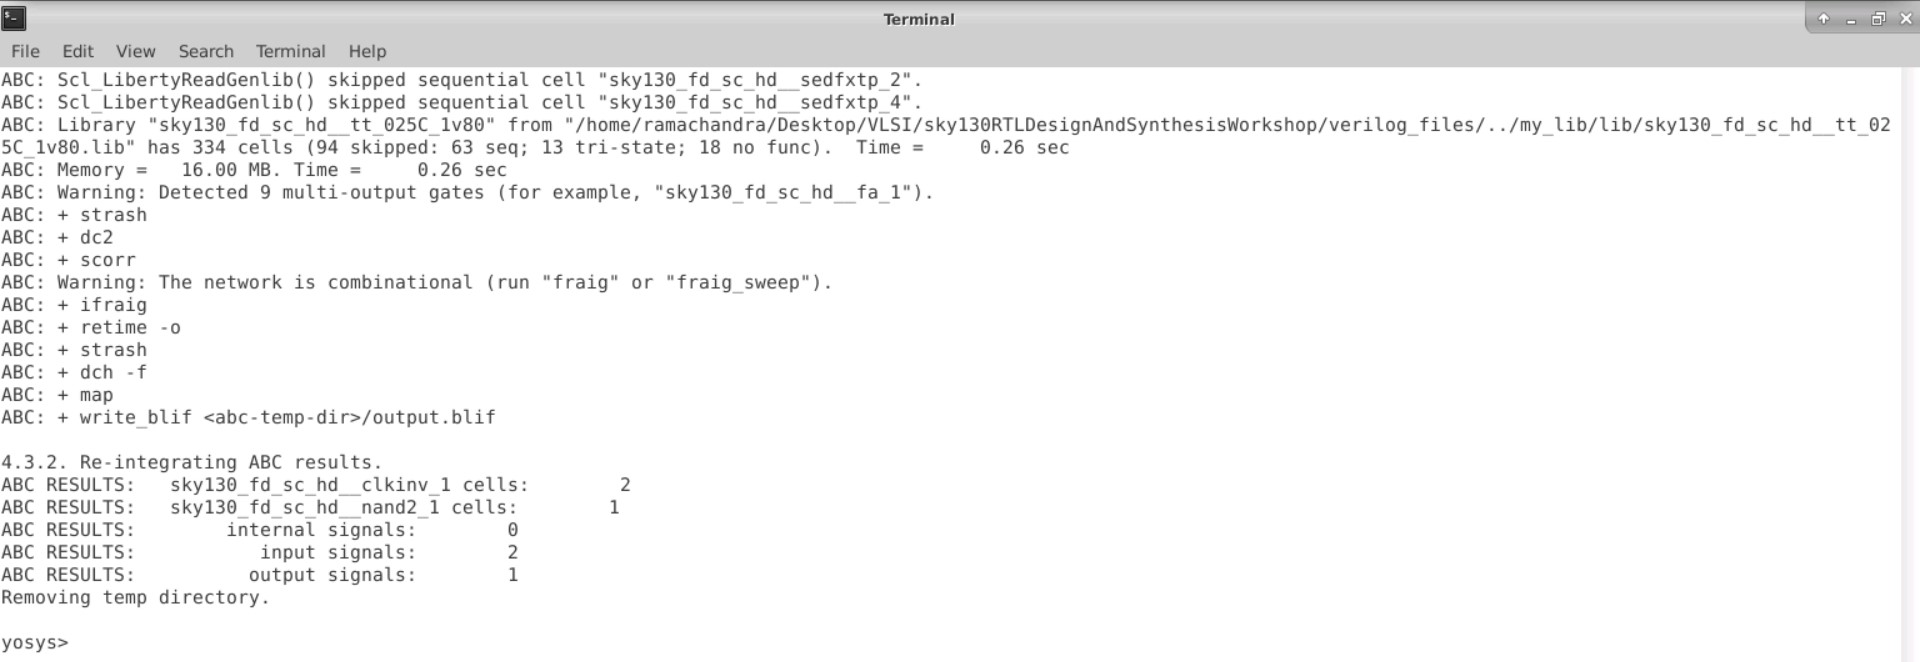 Terminal
File Edit View Search Terminal Help
ABC: Scl_LibertyReadGenlib() skipped sequential cell "sky130_fd_sc_hd__sedfxtp_2".
ABC: Scl_LibertyReadGenlib() skipped sequential cell "sky130_fd_sc_hd__sedfxtp_4".
ABC: Library "sky130_fd_sc_hd__tt_025C_1v80" from "/home/ramachandra/Desktop/VLSI/sky130RTLDesignAndSynthesisWorkshop/verilog_files/../my_lib/lib/sky130_fd_sc_hd__tt_02
5C_1v80.lib" has 334 cells (94 skipped: 63 seq; 13 tri-state; 18 no func).  Time =     0.26 sec
ABC: Memory =   16.00 MB. Time =     0.26 sec
ABC: Warning: Detected 9 multi-output gates (for example, "sky130_fd_sc_hd__fa_1").
ABC: + strash
ABC: + dc2
ABC: + scorr
ABC: Warning: The network is combinational (run "fraig" or "fraig_sweep").
ABC: + ifraig
ABC: + retime -o
ABC: + strash
ABC: + dch -f
ABC: + map
ABC: + write_blif <abc-temp-dir>/output.blif
4.3.2. Re-integrating ABC results.
ABC RESULTS:   sky130_fd_sc_hd__clkinv_1 cells:        2
ABC RESULTS:   sky130_fd_sc_hd__nand2_1 cells:        1
ABC RESULTS:        internal signals:        0
ABC RESULTS:           input signals:        2
ABC RESULTS:          output signals:        1
Removing temp directory.
yosys>